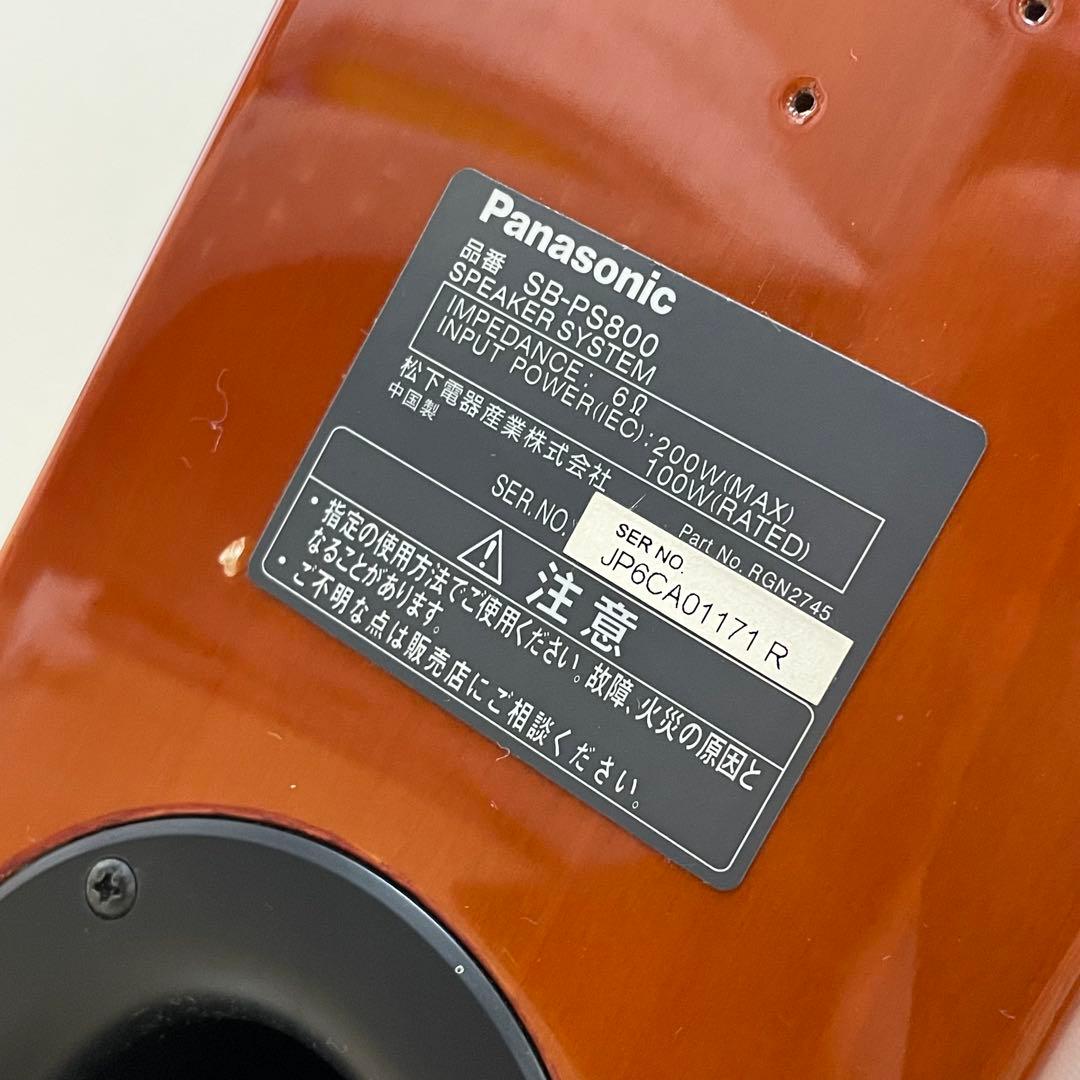 Panasonic
品番 SB-PS800
SPEAKER SYSTEM
IMPEDANCE: 6Ω
INPUT POWER(IEC): 200W(MAX)
100W(RATED)
松下電器産業株式会社
中国製
Part No. RGN2745
SER.NO.
SER NO.
JP6CA01171 R
注意
・指定の使用方法でご使用ください。故障、火災の原因と
なることがあります。
・ご不明な点は販売店にご相談ください。